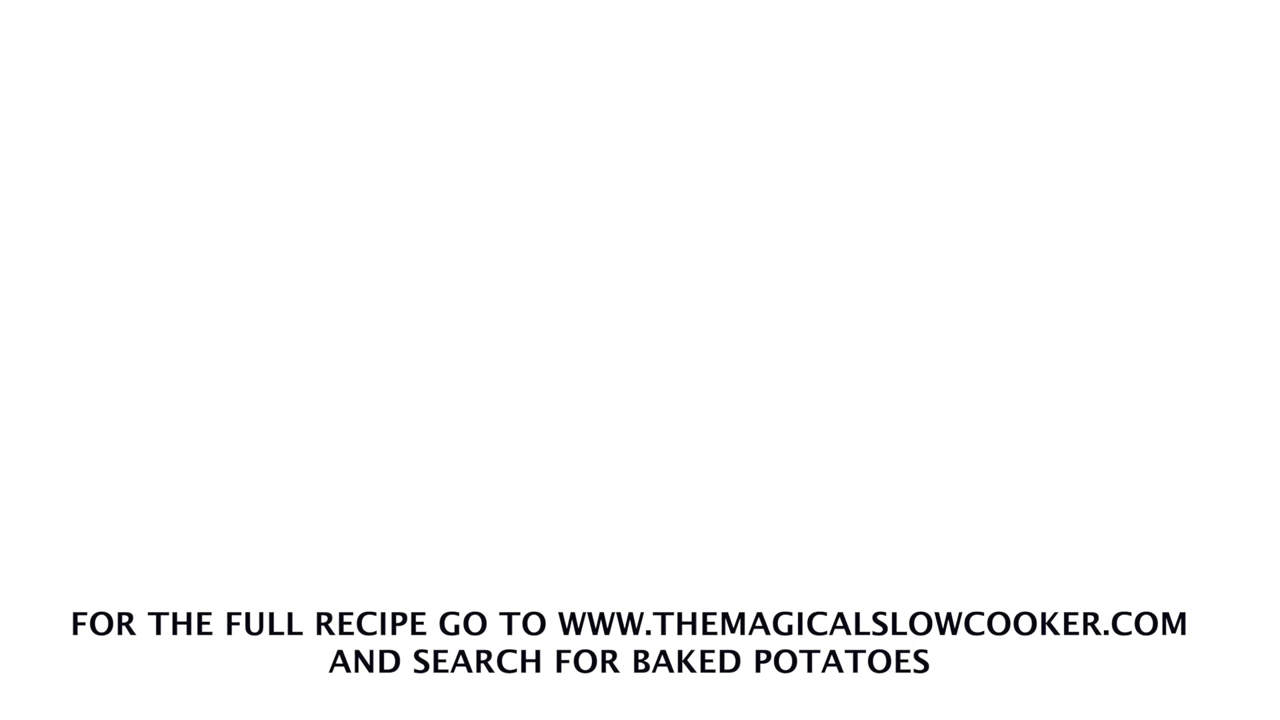 FOR THE FULL RECIPE GO TO WWW.THEMAGICALSLOWCOOKER.COM
AND SEARCH FOR BAKED POTATOES